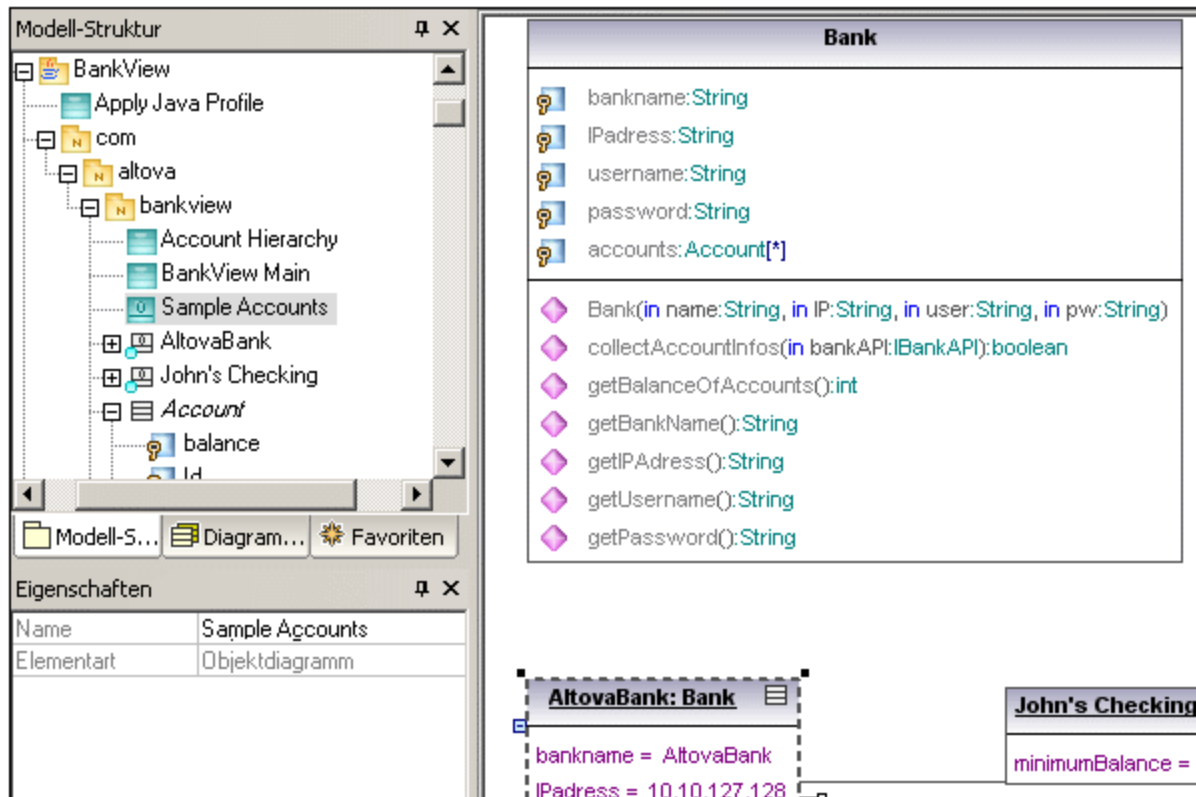 Modell-Struktur
BankView
Apply Java Profile
com
altova
bankview
Account Hierarchy
BankView Main
Sample Accounts
AltovaBank
John's Checking
Account
balance
Id
Modell-S... Diagram... Favoriten
Eigenschaften
Name Sample Accounts
Elementart Objektdiagramm
Bank
bankname:String
IPadress:String
username:String
password:String
accounts:Account[*]
Bank(in name:String, in IP:String, in user:String, in pw:String)
collectAccountInfos(in bankAPI:IBankAPI):boolean
getBalanceOfAccounts():int
getBankName():String
getIPAdress():String
getUsername():String
getPassword():String
AltovaBank: Bank
bankname = AltovaBank
IPadress = 10.10.127.128
John's Checking
minimumBalance =